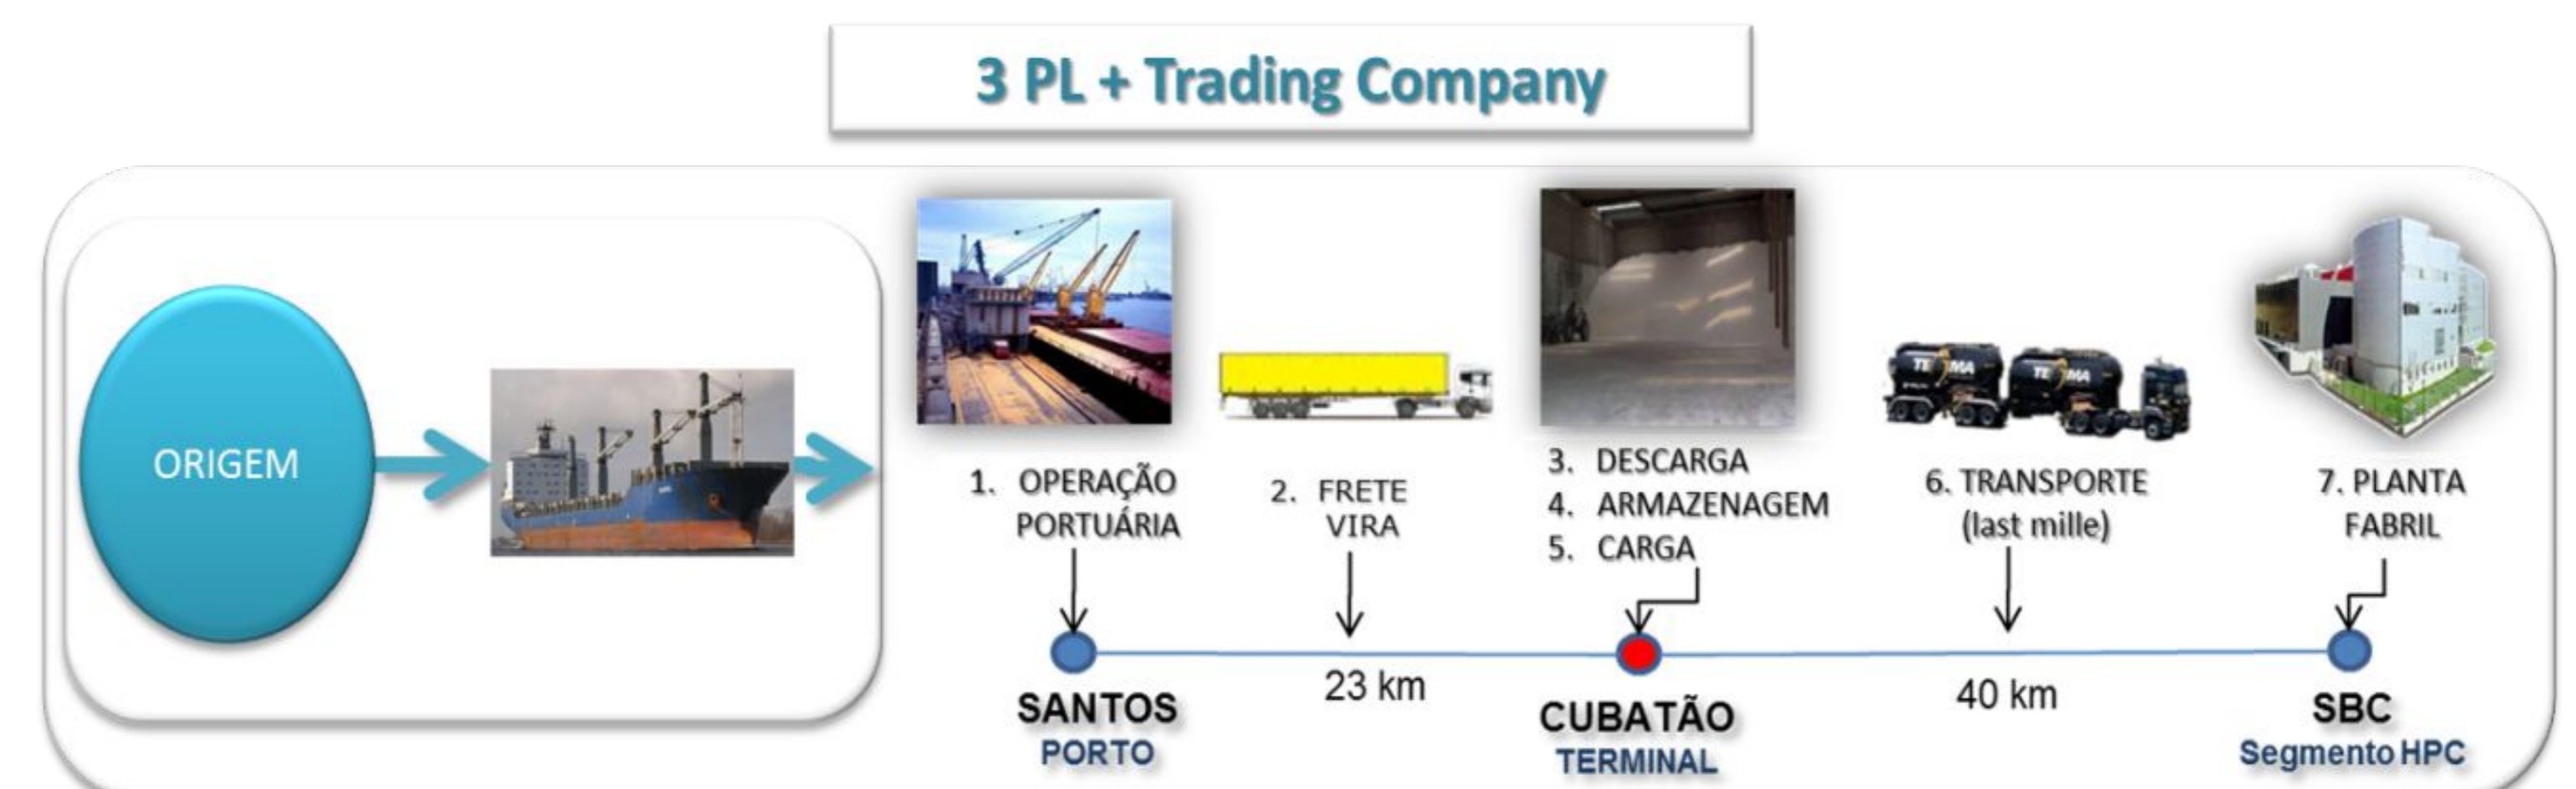 3 PL + Trading Company
ORIGEM
1. OPERAÇÃO
PORTUÁRIA
2. FRETE
VIRA
3. DESCARGA
4. ARMAZENAGEM
5. CARGA
6. TRANSPORTE
(last mille)
7. PLANTA
FABRIL
23 km
40 km
SANTOS
PORTO
CUBATÃO
TERMINAL
SBC
Segmento HPC